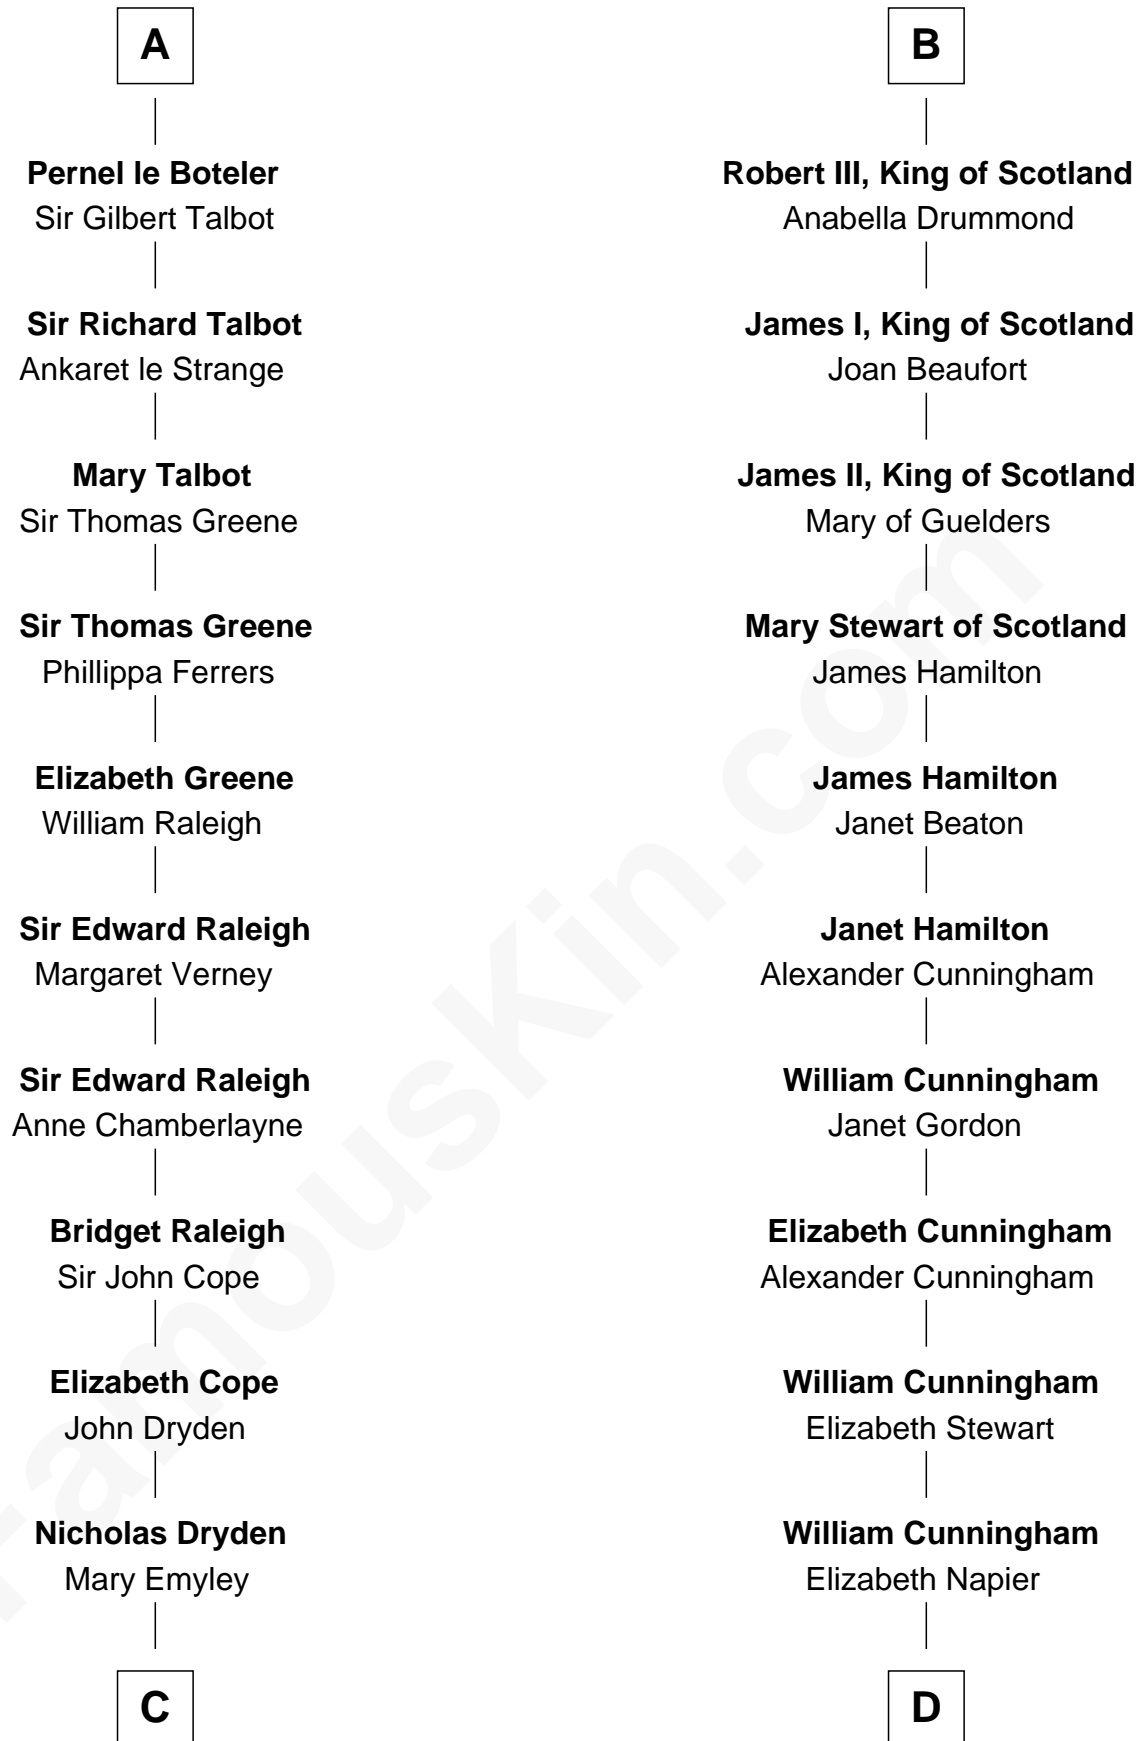 A
Pernel le Boteler
Sir Gilbert Talbot
Sir Richard Talbot
Ankaret le Strange
Mary Talbot
Sir Thomas Greene
Sir Thomas Greene
Phillippa Ferrers
Elizabeth Greene
William Raleigh
Sir Edward Raleigh
Margaret Verney
Sir Edward Raleigh
Anne Chamberlayne
Bridget Raleigh
Sir John Cope
Elizabeth Cope
John Dryden
Nicholas Dryden
Mary Emyley
C
B
Robert III, King of Scotland
Anabella Drummond
James I, King of Scotland
Joan Beaufort
James II, King of Scotland
Mary of Guelders
Mary Stewart of Scotland
James Hamilton
James Hamilton
Janet Beaton
Janet Hamilton
Alexander Cunningham
William Cunningham
Janet Gordon
Elizabeth Cunningham
Alexander Cunningham
William Cunningham
Elizabeth Stewart
William Cunningham
Elizabeth Napier
D
FamousKin.com